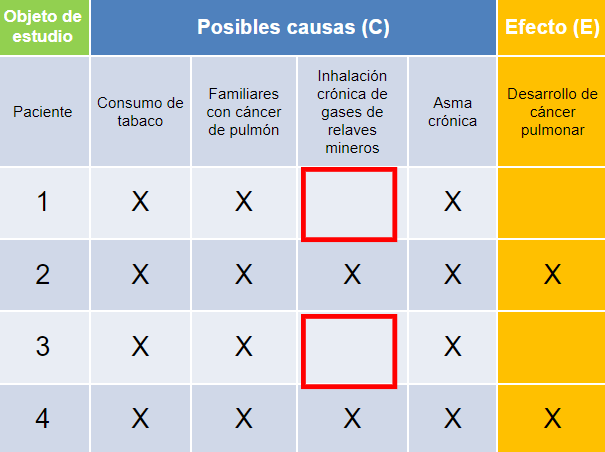 Objeto de
estudio
Posibles causas (C)
Efecto (E)
Paciente
Consumo de
tabaco
Familiares
con cáncer
de pulmón
Inhalación
crónica de
gases de
relaves
mineros
Asma
crónica
Desarrollo de
cáncer
pulmonar
1 X X X
2 X X X X X
3 X X X
4 X X X X X